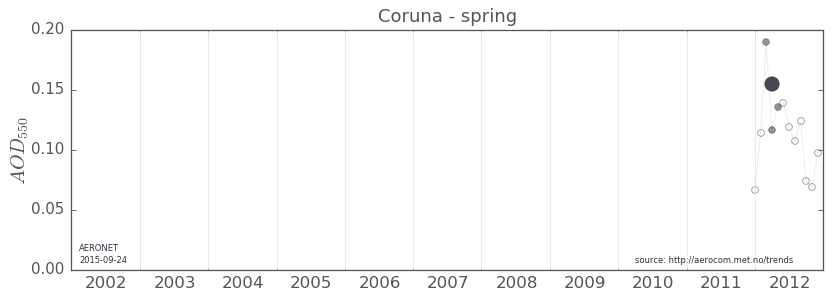 Coruna - spring
0.20
0.15
0.10
0.05
0.00
AOD550
AERONET
2015-09-24
source: http://aerocom.met.no/trends
2002 2003 2004 2005 2006 2007 2008 2009 2010 2011 2012